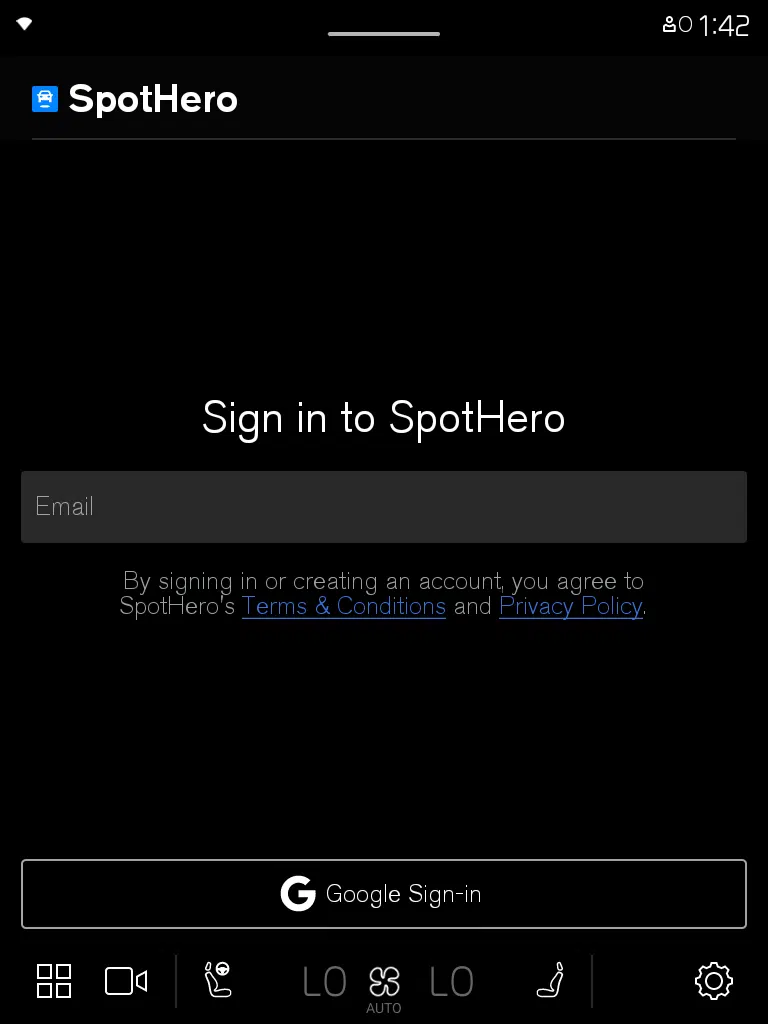 O 1:42
SpotHero
Sign in to SpotHero
Email
By signing in or creating an account, you agree to
SpotHero's Terms & Conditions and Privacy Policy.
G Google Sign-in
LO LO
AUTO